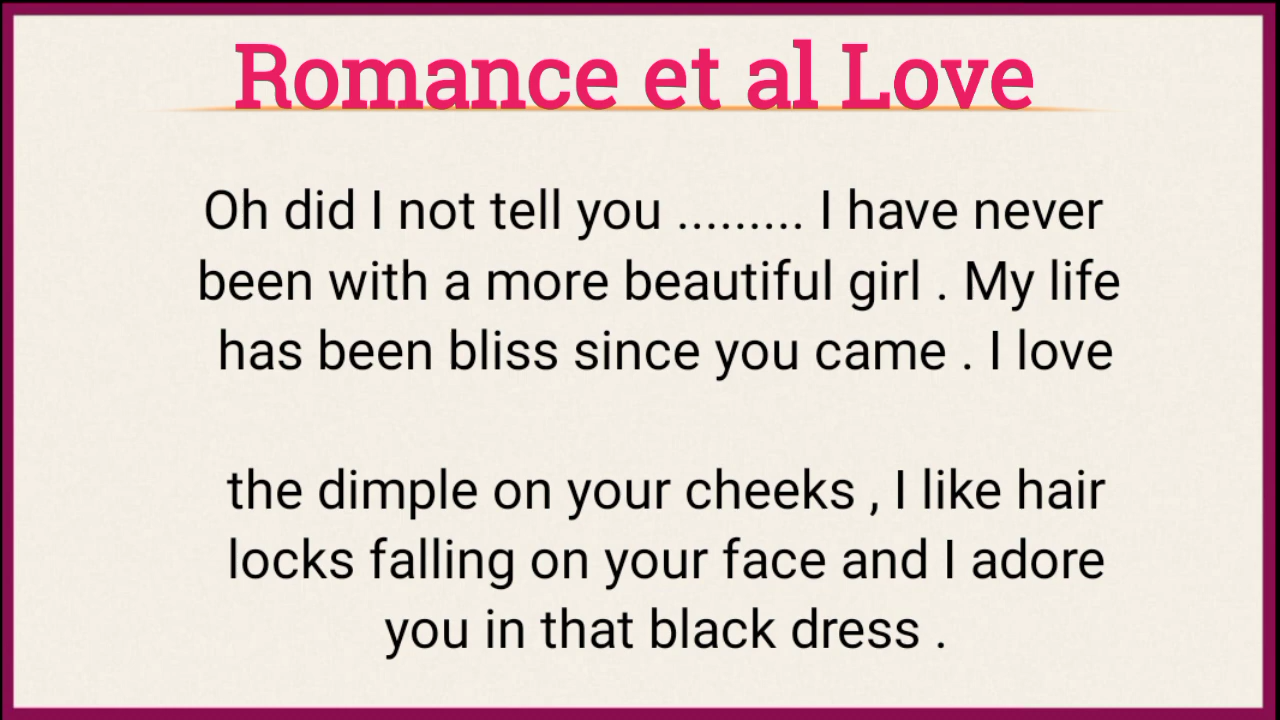 Romance et al Love
Oh did I not tell you ......... I have never
been with a more beautiful girl . My life
has been bliss since you came . I love
the dimple on your cheeks , I like hair
locks falling on your face and I adore
you in that black dress .